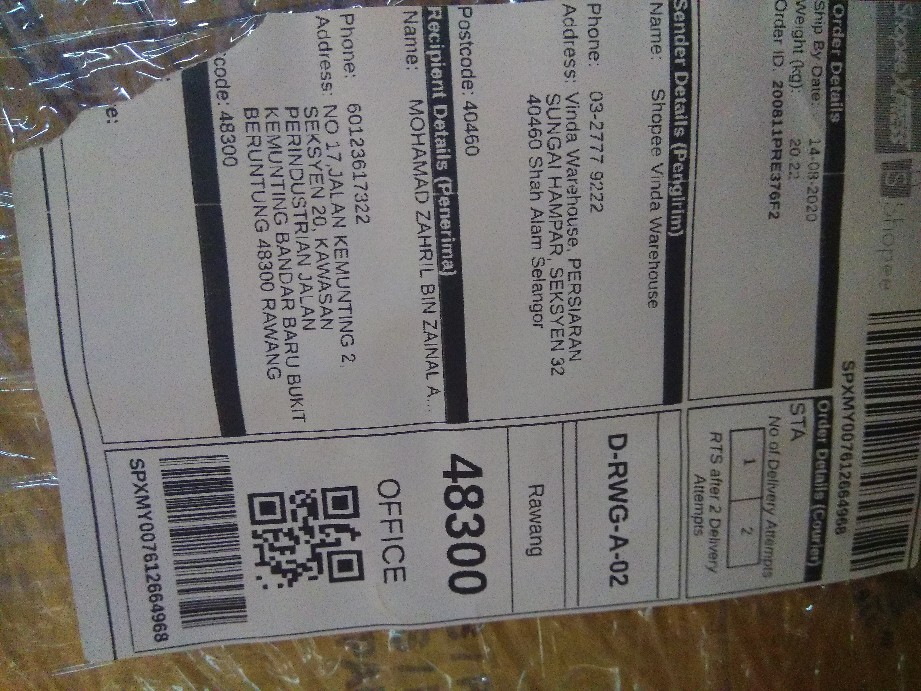 Shopee Xpress
S Shopee
SPXMY007612664968
Order Details
Ship By Date: 14-08-2020
Weight (kg): 20.22
Order ID: 200811PRE376F2
Order Details (Courier)
STA
No of Delivery Attempts
1 2
RTS after 2 Delivery
Attempts
Sender Details (Pengirim)
Name: Shopee Vinda Warehouse
Phone: 03-2777 9222
Address: Vinda Warehouse, PERSIARAN
SUNGAI HAMPAR, SEKSYEN 32
40460 Shah Alam Selangor
Postcode: 40460
D-RWG-A-02
Rawang
Recipient Details (Penerima)
Name: MOHAMAD ZAHRIL BIN ZAINAL A...
Phone: 60123617322
Address: NO 17,JALAN KEMUNTING 2,
SEKSYEN 20, KAWASAN
PERINDUSTRIAN JALAN
KEMUNTING BANDAR BARU BUKIT
BERUNTUNG 48300 RAWANG
code: 48300
48300
OFFICE
e:
SPXMY007612664968